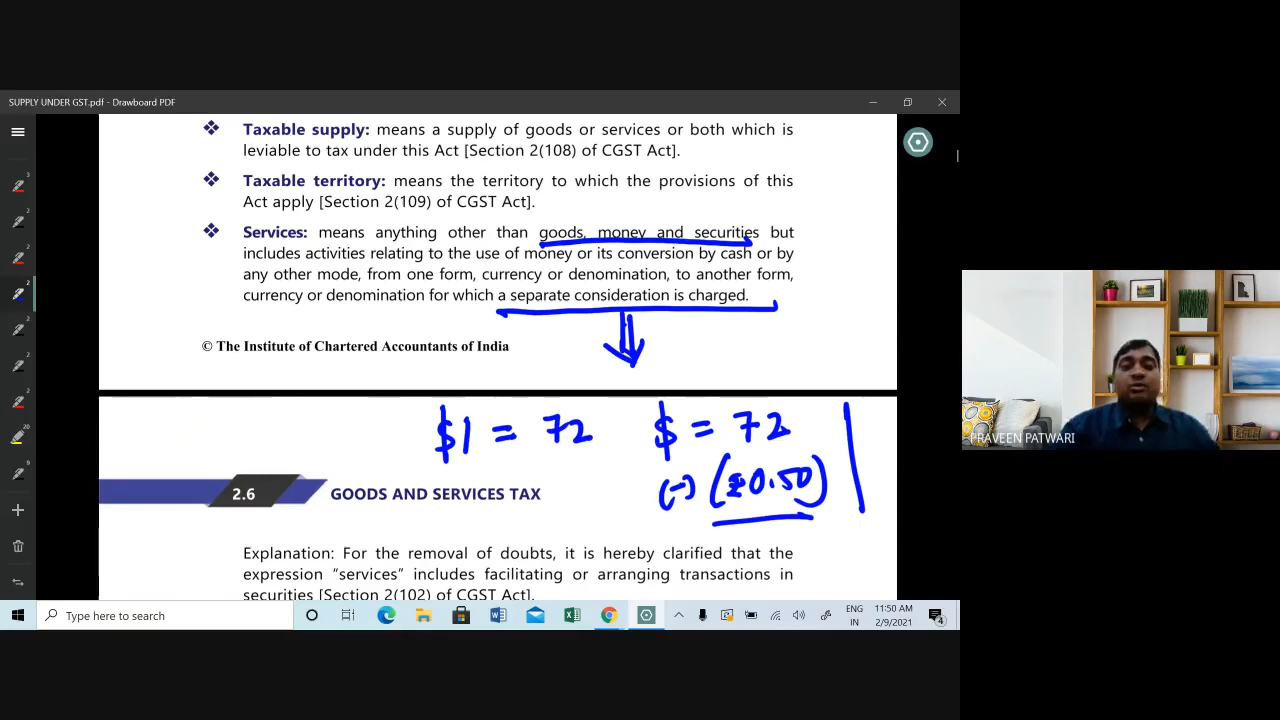 SUPPLY UNDER GST.pdf - Drawboard PDF
❖ Taxable supply: means a supply of goods or services or both which is
leviable to tax under this Act [Section 2(108) of CGST Act].
❖ Taxable territory: means the territory to which the provisions of this
Act apply [Section 2(109) of CGST Act].
❖ Services: means anything other than goods, money and securities but
includes activities relating to the use of money or its conversion by cash or by
any other mode, from one form, currency or denomination, to another form,
currency or denomination for which a separate consideration is charged.
© The Institute of Chartered Accountants of India
$1 = 72 $ = 72
(-) (₹0.50)
2.6 GOODS AND SERVICES TAX
Explanation: For the removal of doubts, it is hereby clarified that the
expression “services” includes facilitating or arranging transactions in
securities [Section 2(102) of CGST Act].
PRAVEEN PATWARI
Type here to search
ENG
IN
11:50 AM
2/9/2021
4